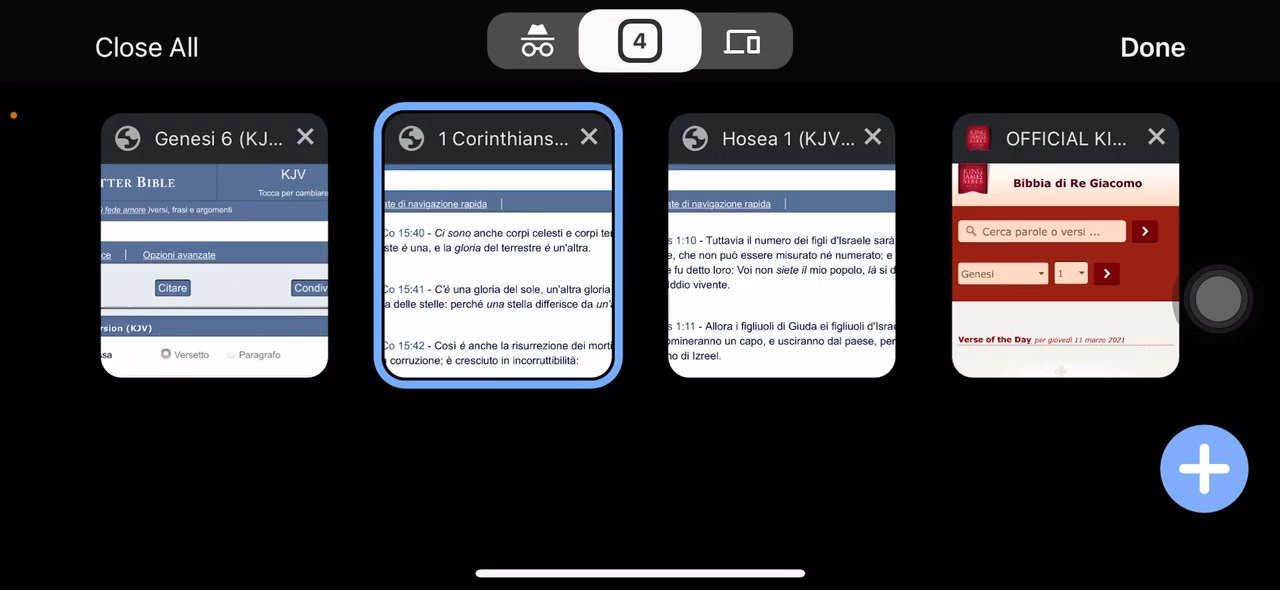 Close All
4
Done
Genesi 6 (KJ...
TTER BIBLE
KJV
Tocca per cambiare
fede amore )versi, frasi e argomenti
Opzioni avanzate
Citare
Condiv
rsion (KJV)
Versetto
Paragrafo
1 Corinthians...
ate di navigazione rapida |
Co 15:40 - Ci sono anche corpi celesti e corpi ter
ste é una, e la gloria del terrestre é un'altra.
Co 15:41 - C'é una gloria del sole, un'altra gloria
a delle stelle: perché una stella differisce da un'a
Co 15:42 - Così é anche la risurrezione dei morti
corruzione; è cresciuto in incorruttibilità:
Hosea 1 (KJV...
ate di navigazione rapida |
s 1:10 - Tuttavia il numero dei figli d'Israele sarà
e, che non può essere misurato né numerato; e
fu detto loro: Voi non siete il mio popolo, là si d
ddio vivente.
s 1:11 - Allora i figliuoli di Giuda ei figliuoli d'Israe
omineranno un capo, e usciranno dal paese, per
no di Izreel.
OFFICIAL KI...
KING JAMES BIBLE
Bibbia di Re Giacomo
Cerca parole o versi ...
Genesi
1
Verse of the Day per giovedì 11 marzo 2021